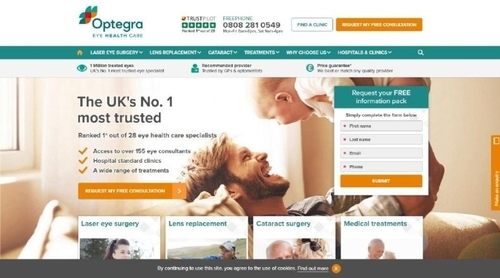 Optegra
EYE HEALTH CARE
TRUSTPILOT
Ranked 1st out of 28
FREEPHONE
0808 281 0549
Mon-Fri 8am-8pm, Sat 9am-4pm
FIND A CLINIC
REQUEST MY FREE CONSULTATION
LASER EYE SURGERY
LENS REPLACEMENT
CATARACT
TREATMENTS
WHY CHOOSE US
HOSPITALS & CLINICS
1 Million trusted eyes
UK's No. 1 most trusted eye specialist
Recommended provider
Trusted by GPs & optometrists
Price guarantee*
We beat or match any quality provider
The UK's No. 1
most trusted
Ranked 1st out of 28 eye health care specialists
Access to over 155 eye consultants
Hospital standard clinics
A wide range of treatments
REQUEST MY FREE CONSULTATION
Request your FREE
information pack
Simply complete the form below
* First name
* Last name
* Email
* Phone
SUBMIT
Laser eye surgery
Lens replacement
Cataract surgery
Medical treatments
By continuing to use this site, you agree to the use of cookies. Find out more